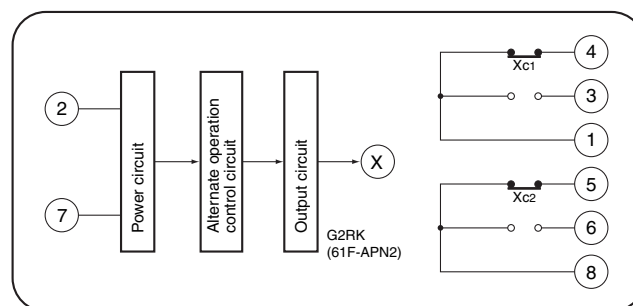 2
7
Power circuit
Alternate operation
control circuit
Output circuit
X
G2RK
(61F-APN2)
Xc1
4
3
1
Xc2
5
6
8